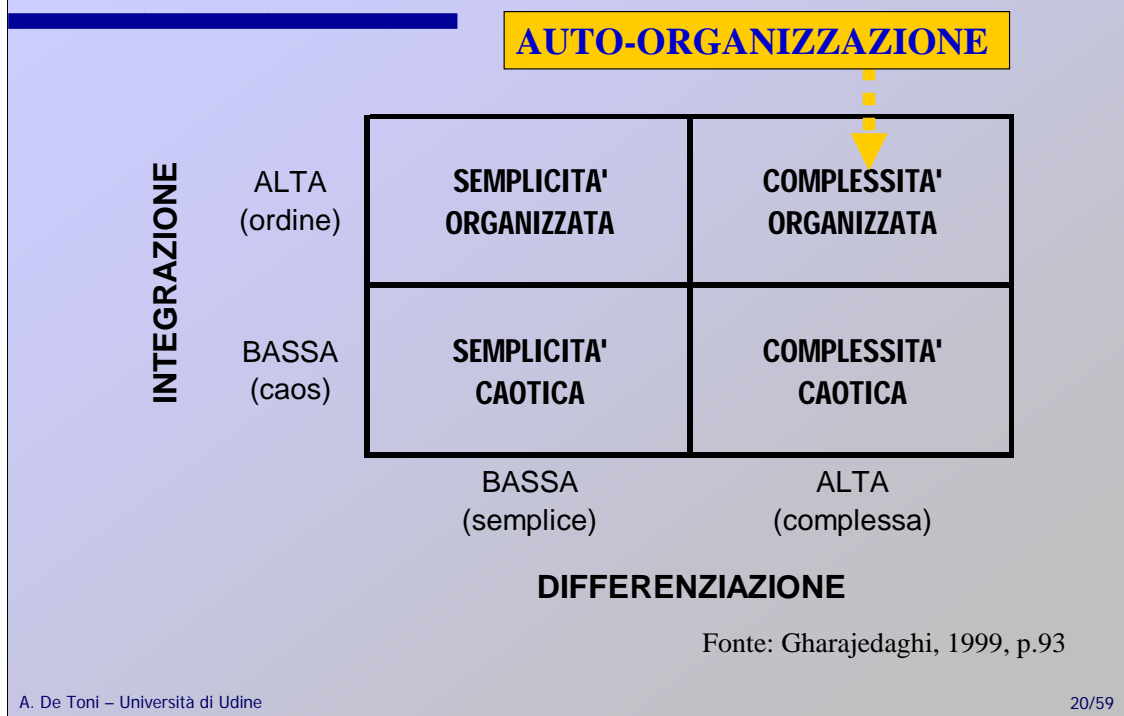 AUTO-ORGANIZZAZIONE
INTEGRAZIONE
ALTA
(ordine)
SEMPLICITA'
ORGANIZZATA
COMPLESSITA'
ORGANIZZATA
BASSA
(caos)
SEMPLICITA'
CAOTICA
COMPLESSITA'
CAOTICA
BASSA
(semplice)
ALTA
(complessa)
DIFFERENZIAZIONE
Fonte: Gharajedaghi, 1999, p.93
A. De Toni – Università di Udine
20/59